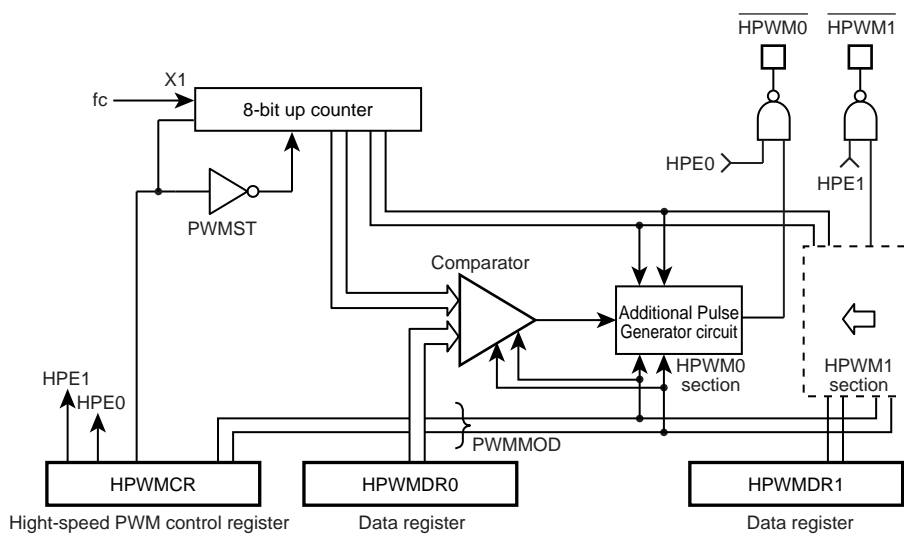 HPWM0
HPWM1
X1
fc
8-bit up counter
HPE0
HPE1
PWMST
Comparator
Additional Pulse
Generator circuit
HPWM0
section
HPWM1
section
HPE1
HPE0
PWMMOD
HPWMCR
HPWMDR0
HPWMDR1
Hight-speed PWM control register
Data register
Data register